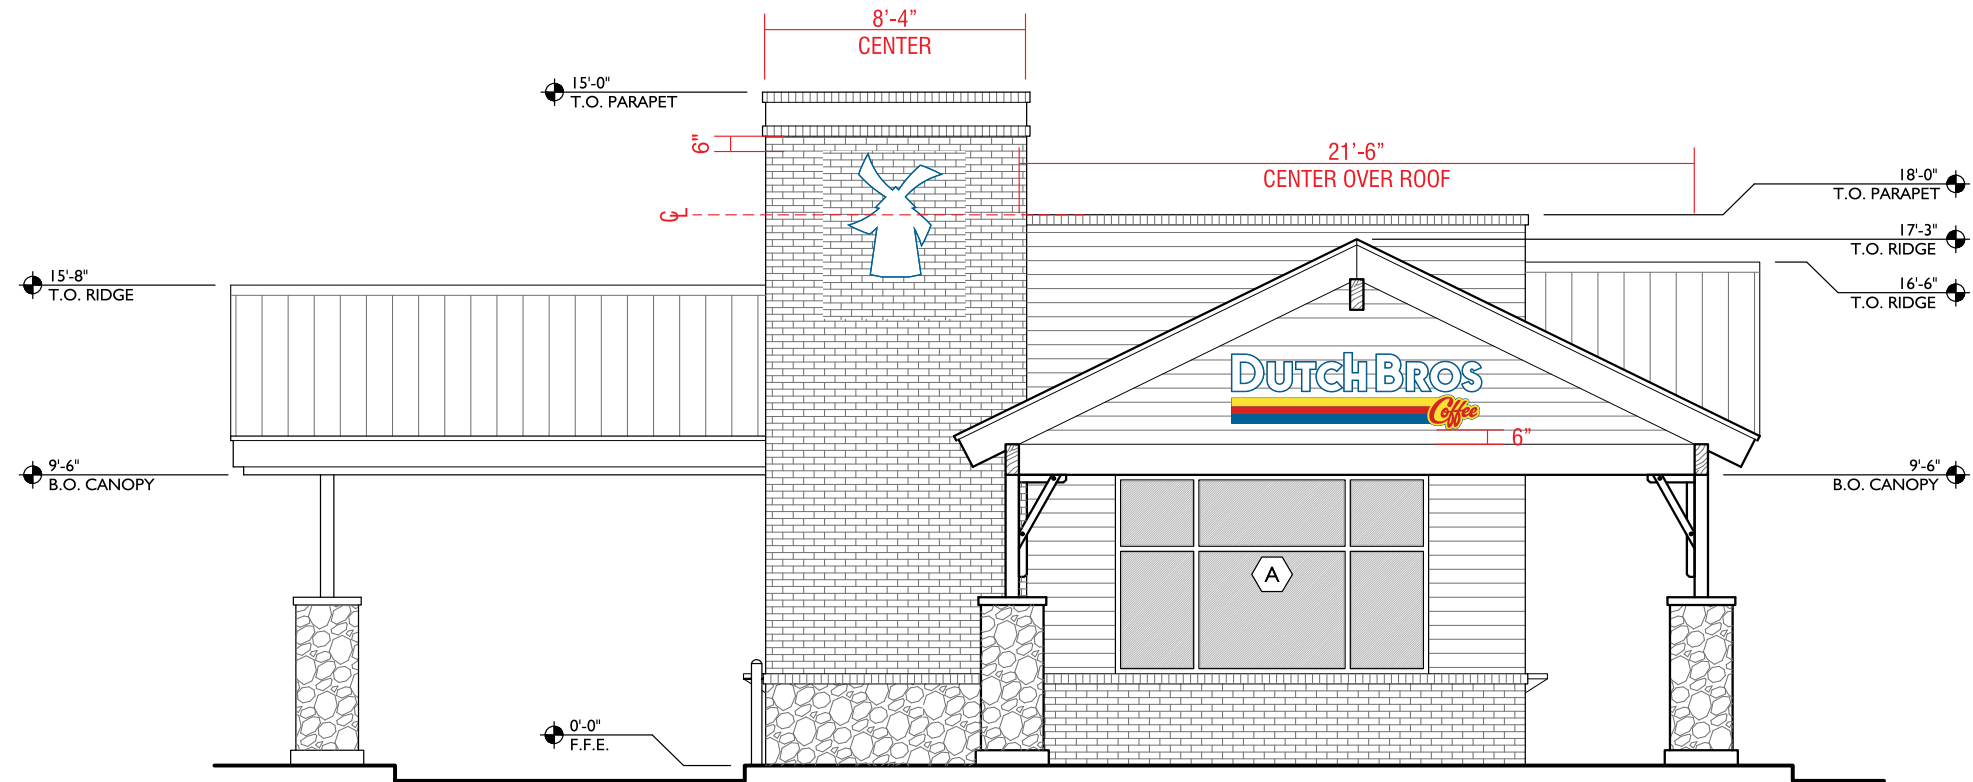 8'-4"
CENTER
15'-0"
T.O. PARAPET
6"
21'-6"
CENTER OVER ROOF
18'-0"
T.O. PARAPET
CL
17'-3"
T.O. RIDGE
15'-8"
T.O. RIDGE
16'-6"
T.O. RIDGE
DUTCH BROS
Coffee
6"
9'-6"
B.O. CANOPY
9'-6"
B.O. CANOPY
A
0'-0"
F.F.E.